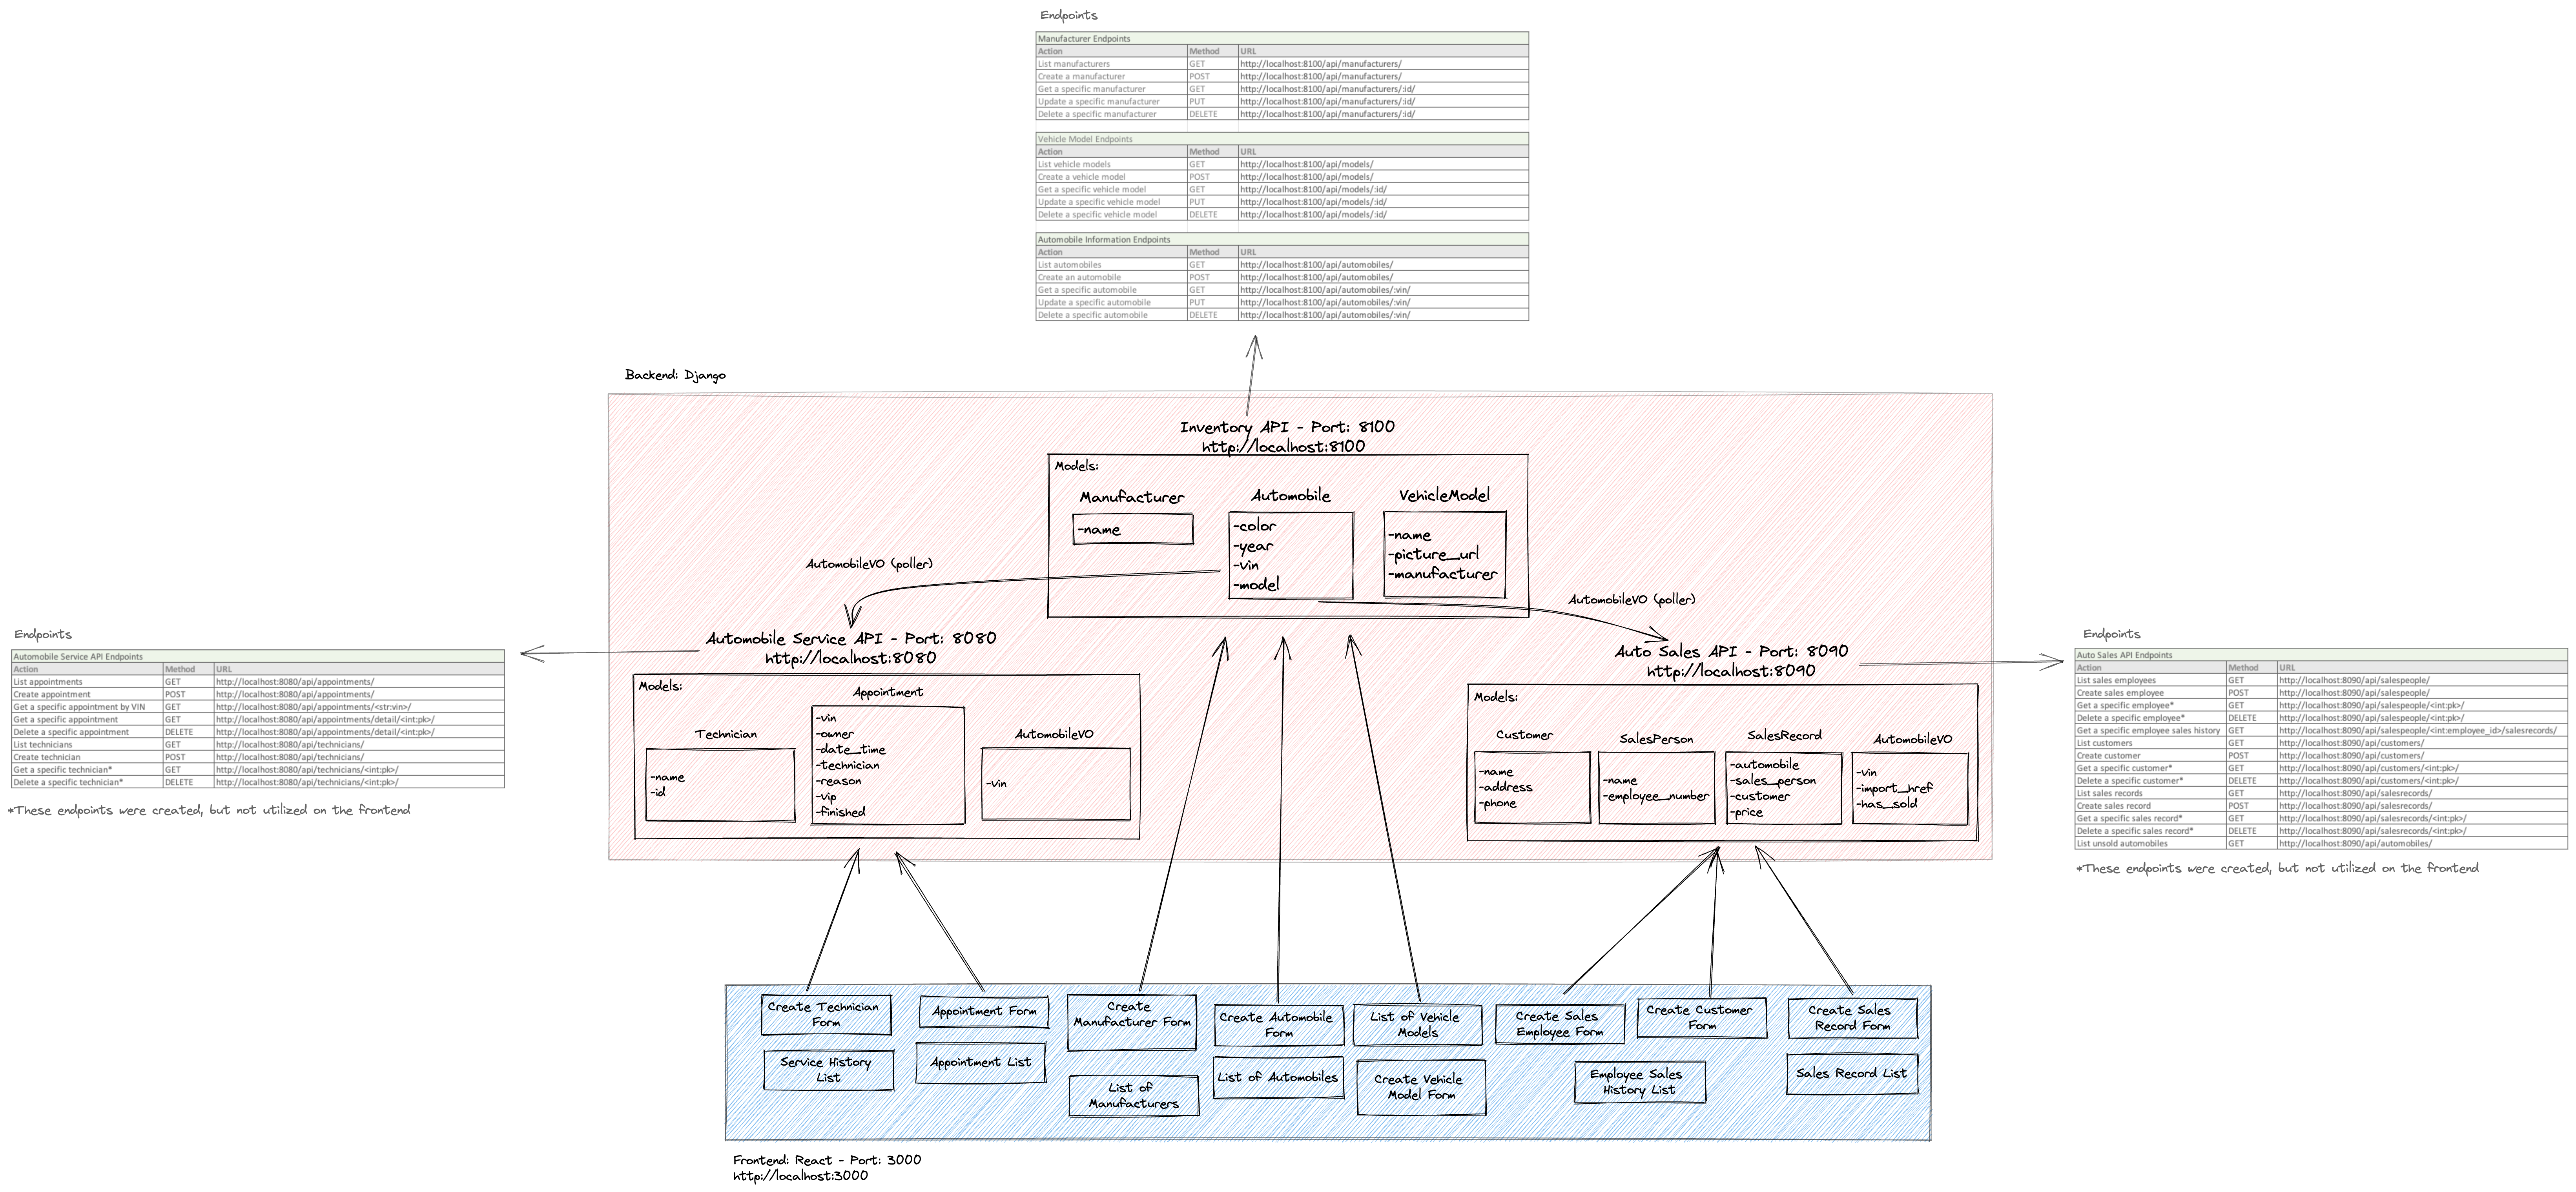 Endpoints
Manufacturer Endpoints
Action Method URL
List manufacturers GET http://localhost:8100/api/manufacturers/
Create a manufacturer POST http://localhost:8100/api/manufacturers/
Get a specific manufacturer GET http://localhost:8100/api/manufacturers/:id/
Update a specific manufacturer PUT http://localhost:8100/api/manufacturers/:id/
Delete a specific manufacturer DELETE http://localhost:8100/api/manufacturers/:id/
Vehicle Model Endpoints
Action Method URL
List vehicle models GET http://localhost:8100/api/models/
Create a vehicle model POST http://localhost:8100/api/models/
Get a specific vehicle model GET http://localhost:8100/api/models/:id/
Update a specific vehicle model PUT http://localhost:8100/api/models/:id/
Delete a specific vehicle model DELETE http://localhost:8100/api/models/:id/
Automobile Information Endpoints
Action Method URL
List automobiles GET http://localhost:8100/api/automobiles/
Create an automobile POST http://localhost:8100/api/automobiles/
Get a specific automobile GET http://localhost:8100/api/automobiles/:vin/
Update a specific automobile PUT http://localhost:8100/api/automobiles/:vin/
Delete a specific automobile DELETE http://localhost:8100/api/automobiles/:vin/
Backend: Django
Inventory API - Port: 8100
http://localhost:8100
Models:
Manufacturer
-name
Automobile
-color
-year
-vin
-model
VehicleModel
-name
-picture_url
-manufacturer
AutomobileVO (poller)
AutomobileVO (poller)
Endpoints
Automobile Service API Endpoints
Action Method URL
List appointments GET http://localhost:8080/api/appointments/
Create appointment POST http://localhost:8080/api/appointments/
Get a specific appointment by VIN GET http://localhost:8080/api/appointments/<str:vin>/
Get a specific appointment GET http://localhost:8080/api/appointments/detail/<int:pk>/
Delete a specific appointment DELETE http://localhost:8080/api/appointments/detail/<int:pk>/
List technicians GET http://localhost:8080/api/technicians/
Create technician POST http://localhost:8080/api/technicians/
Get a specific technician* GET http://localhost:8080/api/technicians/<int:pk>/
Delete a specific technician* DELETE http://localhost:8080/api/technicians/<int:pk>/
*These endpoints were created, but not utilized on the frontend
Automobile Service API - Port: 8080
http://localhost:8080
Models:
Technician
-name
-id
Appointment
-vin
-owner
-date_time
-technician
-reason
-vip
-finished
AutomobileVO
-vin
Auto Sales API - Port: 8090
http://localhost:8090
Models:
Customer
-name
-address
-phone
SalesPerson
-name
-employee_number
SalesRecord
-automobile
-sales_person
-customer
-price
AutomobileVO
-vin
-import_href
-has_sold
Endpoints
Auto Sales API Endpoints
Action Method URL
List sales employees GET http://localhost:8090/api/salespeople/
Create sales employee POST http://localhost:8090/api/salespeople/
Get a specific employee* GET http://localhost:8090/api/salespeople/<int:pk>/
Delete a specific employee* DELETE http://localhost:8090/api/salespeople/<int:pk>/
Get a specific employee sales history GET http://localhost:8090/api/salespeople/<int:employee_id>/salesrecords/
List customers GET http://localhost:8090/api/customers/
Create customer POST http://localhost:8090/api/customers/
Get a specific customer* GET http://localhost:8090/api/customers/<int:pk>/
Delete a specific customer* DELETE http://localhost:8090/api/customers/<int:pk>/
List sales records GET http://localhost:8090/api/salesrecords/
Create sales record POST http://localhost:8090/api/salesrecords/
Get a specific sales record* GET http://localhost:8090/api/salesrecords/<int:pk>/
Delete a specific sales record* DELETE http://localhost:8090/api/salesrecords/<int:pk>/
List unsold automobiles GET http://localhost:8090/api/automobiles/
*These endpoints were created, but not utilized on the frontend
Create Technician
Form
Appointment Form
Create
Manufacturer Form
Create Automobile
Form
List of Vehicle
Models
Create Sales
Employee Form
Create Customer
Form
Create Sales
Record Form
Service History
List
Appointment List
List of
Manufacturers
List of Automobiles
Create Vehicle
Model Form
Employee Sales
History List
Sales Record List
Frontend: React - Port: 3000
http://localhost:3000